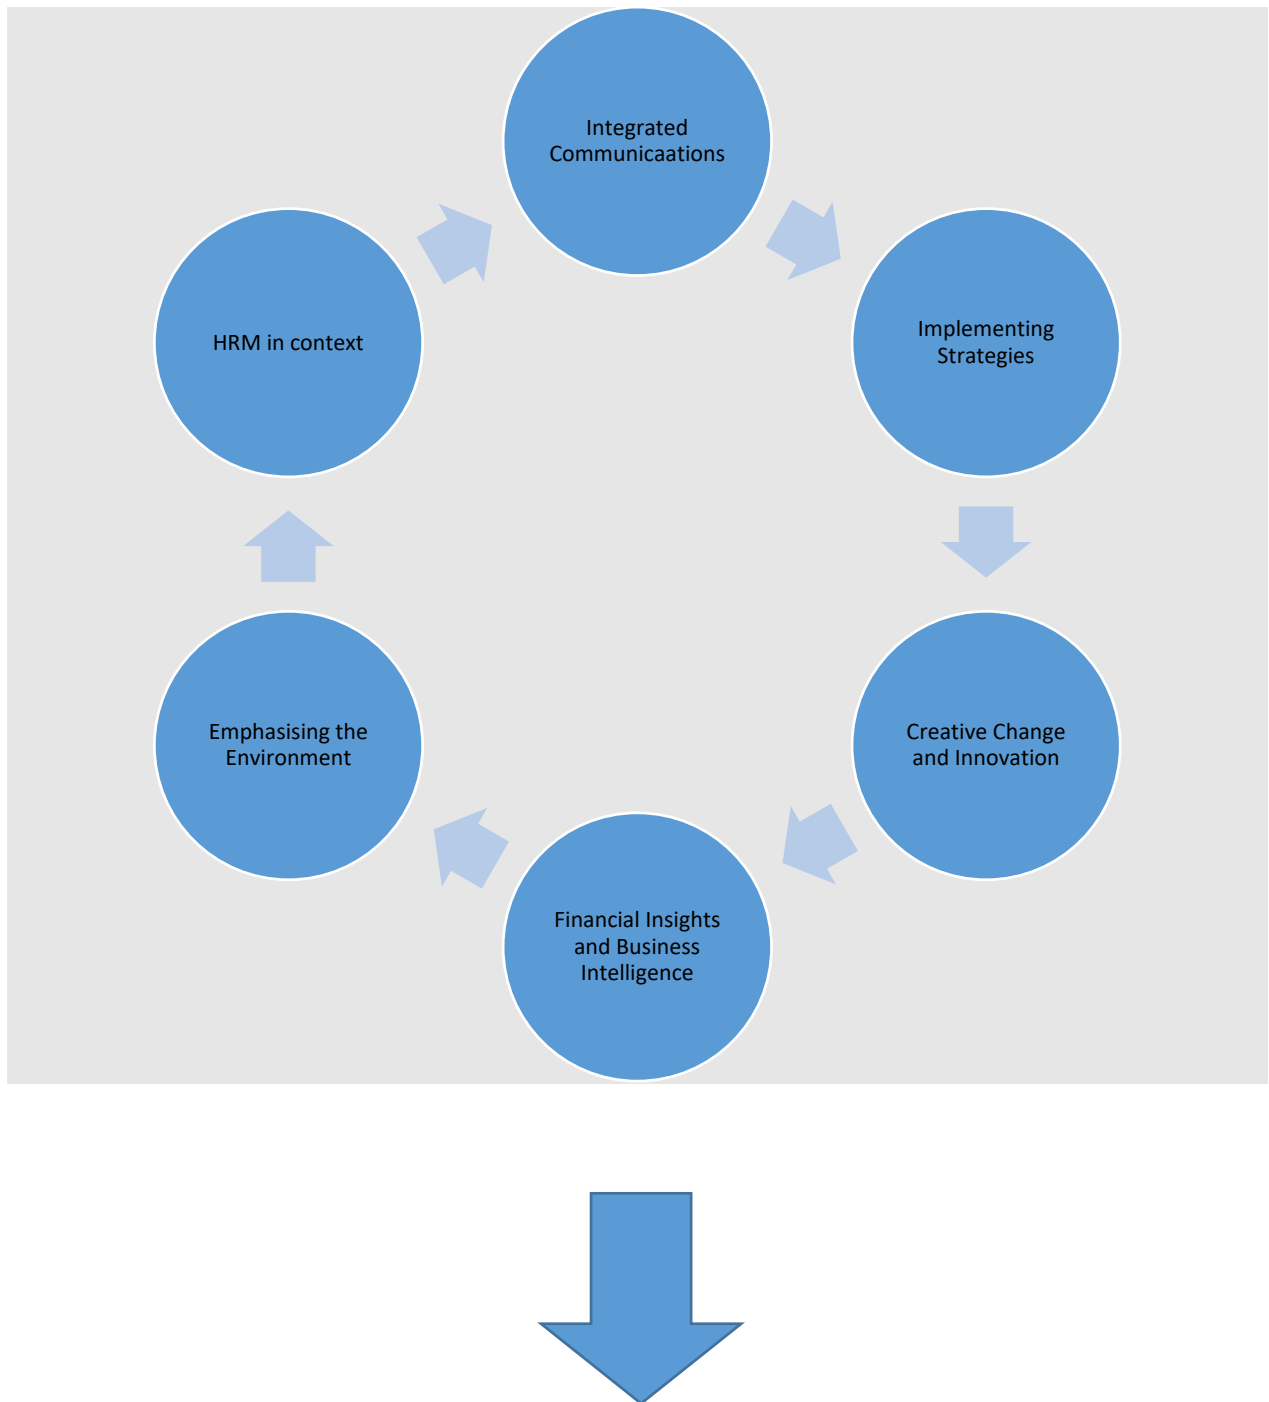 Integrated
Communicaations
Implementing
Strategies
Creative Change
and Innovation
Financial Insights
and Business
Intelligence
Emphasising the
Environment
HRM in context